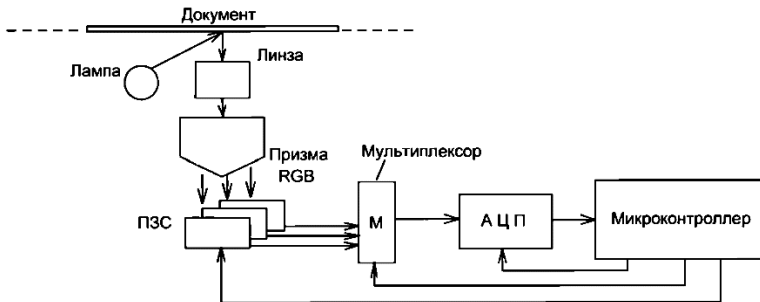 Документ
Линза
Лампа
Призма
RGB
Мультиплексор
ПЗС
М
АЦП
Микроконтроллер